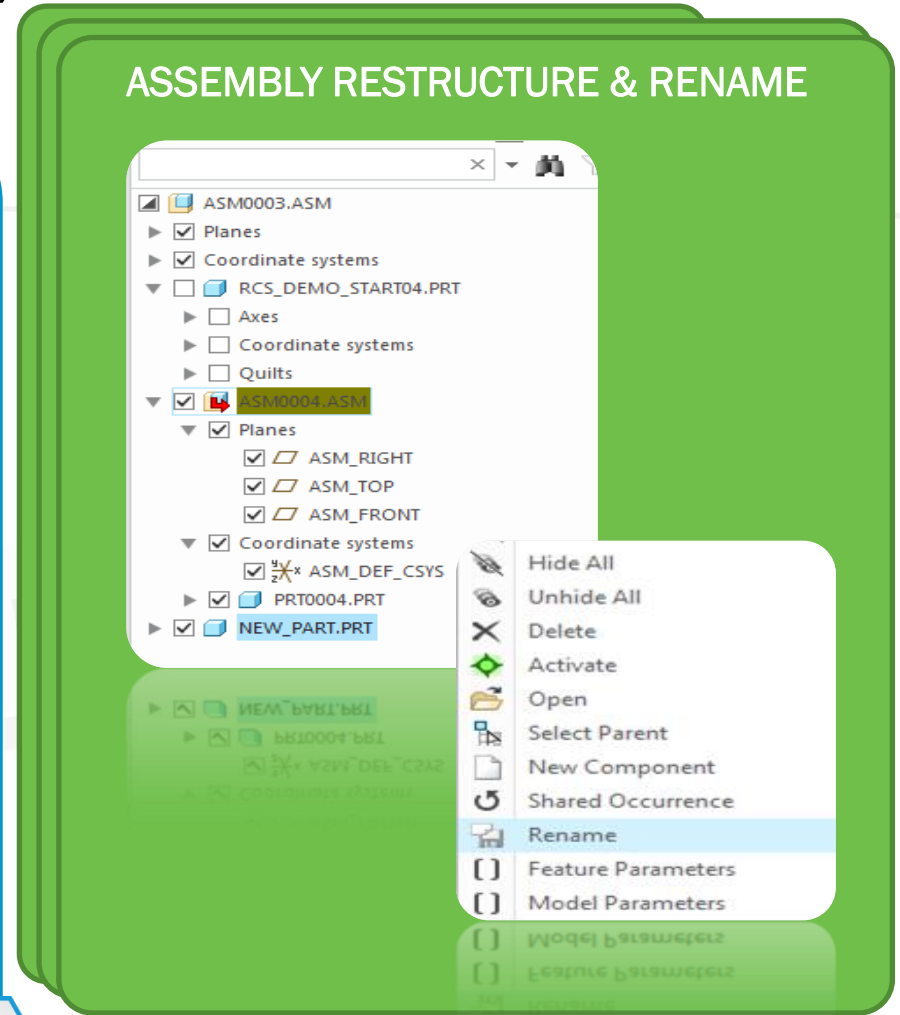 ASSEMBLY RESTRUCTURE & RENAME
ASM0003.ASM
Planes
Coordinate systems
RCS_DEMO_START04.PRT
Axes
Coordinate systems
Quilts
ASM0004.ASM
Planes
ASM_RIGHT
ASM_TOP
ASM_FRONT
Coordinate systems
ASM_DEF_CSYS
PRT0004.PRT
NEW_PART.PRT
Hide All
Unhide All
Delete
Activate
Open
Select Parent
New Component
Shared Occurrence
Rename
Feature Parameters
Model Parameters